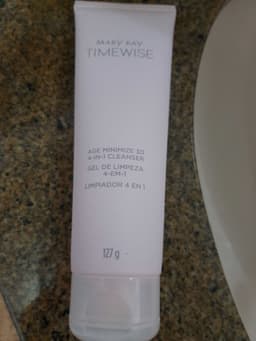 MARY KAY
TIMEWISE
AGE MINIMIZE 3D
4-IN-1 CLEANSER
GEL DE LIMPEZA
4-EM-1
LIMPIADOR 4 EN 1
127 g